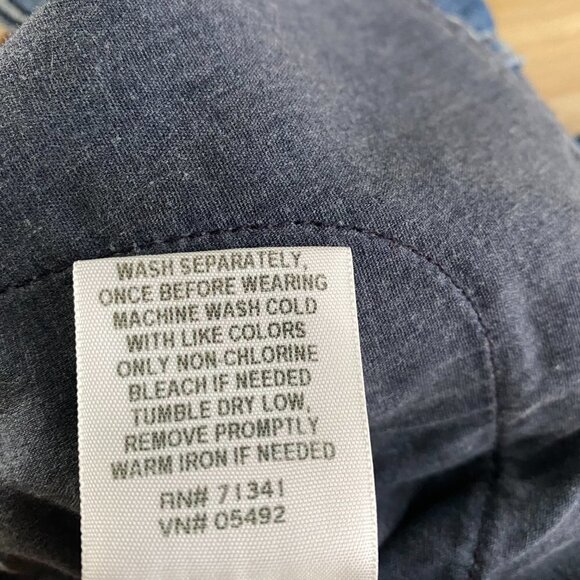 WASH SEPARATELY,
ONCE BEFORE WEARING
MACHINE WASH COLD
WITH LIKE COLORS
ONLY NON-CHLORINE
BLEACH IF NEEDED
TUMBLE DRY LOW,
REMOVE PROMPTLY
WARM IRON IF NEEDED
RN# 71341
VN# 05492